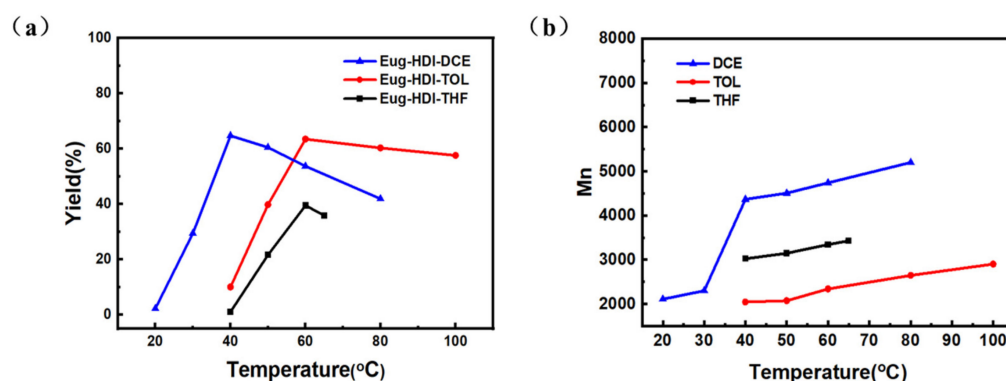 （a）
100
80
60
40
20
0
Yield(%)
Eug-HDI-DCE
Eug-HDI-TOL
Eug-HDI-THF
20 40 60 80 100
Temperature(°C)
（b）
8000
7000
6000
5000
4000
3000
2000
Mn
DCE
TOL
THF
20 30 40 50 60 70 80 90 100
Temperature(°C)